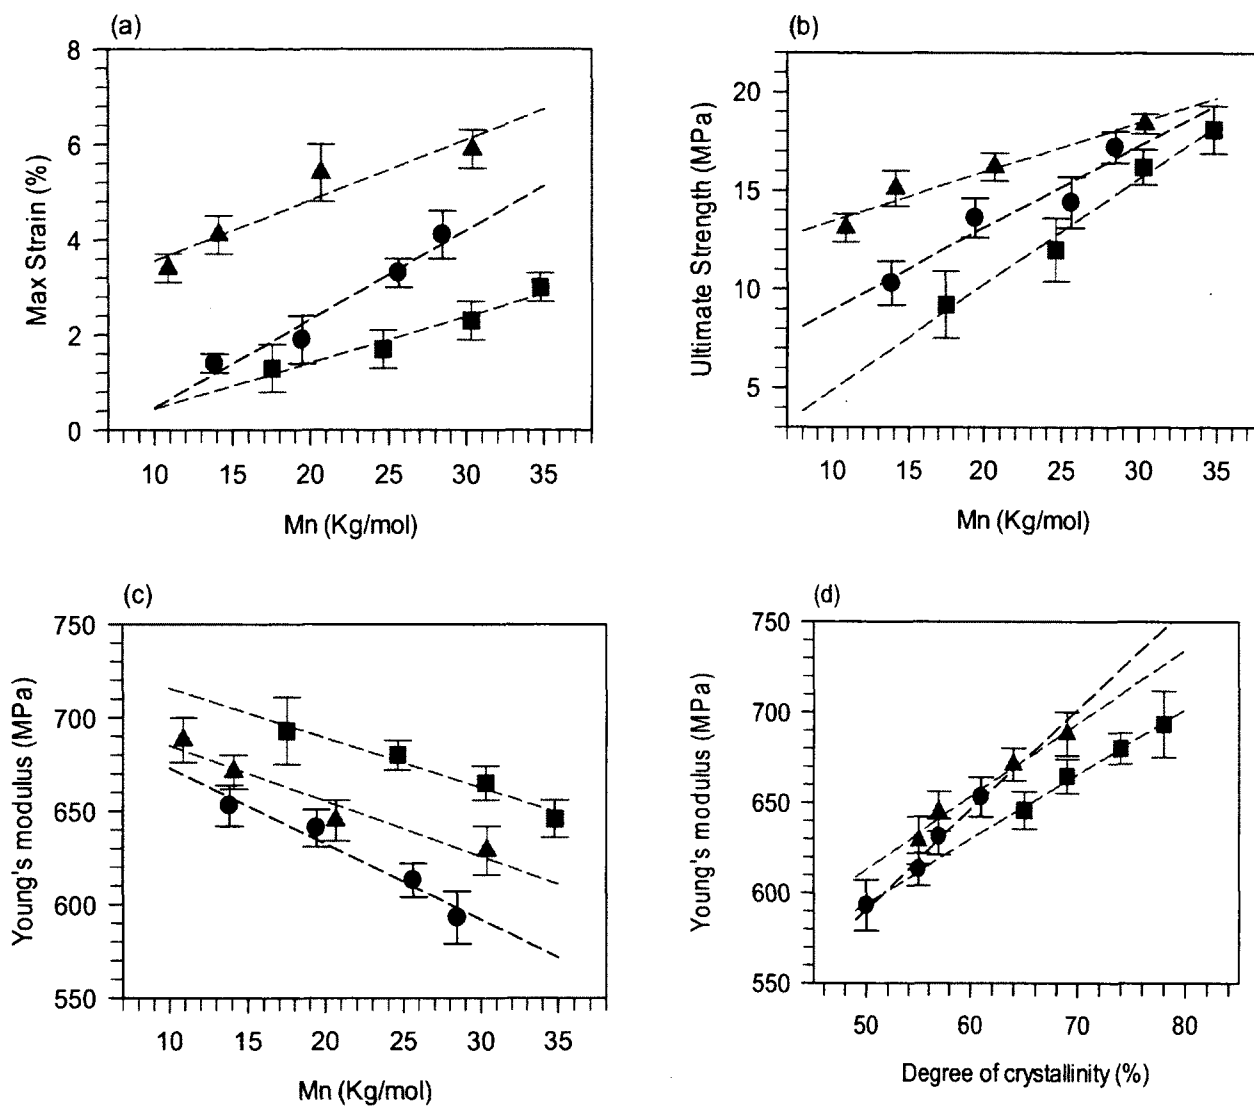 (a)
8
6
4
2
0
Max Strain (%)
10 15 20 25 30 35
Mn (Kg/mol)
(b)
20
15
10
5
Ultimate Strength (MPa)
10 15 20 25 30 35
Mn (Kg/mol)
(c)
750
700
650
600
550
Young's modulus (MPa)
10 15 20 25 30 35
Mn (Kg/mol)
(d)
750
700
650
600
550
Young's modulus (MPa)
50 60 70 80
Degree of crystallinity (%)